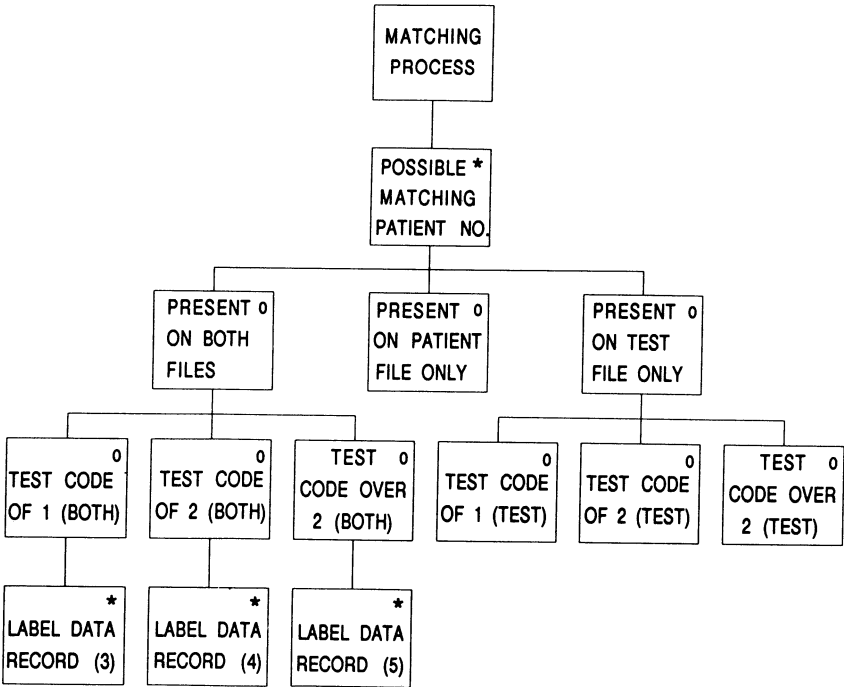 MATCHING
PROCESS
POSSIBLE *
MATCHING
PATIENT NO.
PRESENT o
ON BOTH
FILES
PRESENT o
ON PATIENT
FILE ONLY
PRESENT o
ON TEST
FILE ONLY
o
TEST CODE
OF 1 (BOTH)
o
TEST CODE
OF 2 (BOTH)
TEST o
CODE OVER
2 (BOTH)
o
TEST CODE
OF 1 (TEST)
o
TEST CODE
OF 2 (TEST)
TEST o
CODE OVER
2 (TEST)
*
LABEL DATA
RECORD (3)
*
LABEL DATA
RECORD (4)
*
LABEL DATA
RECORD (5)